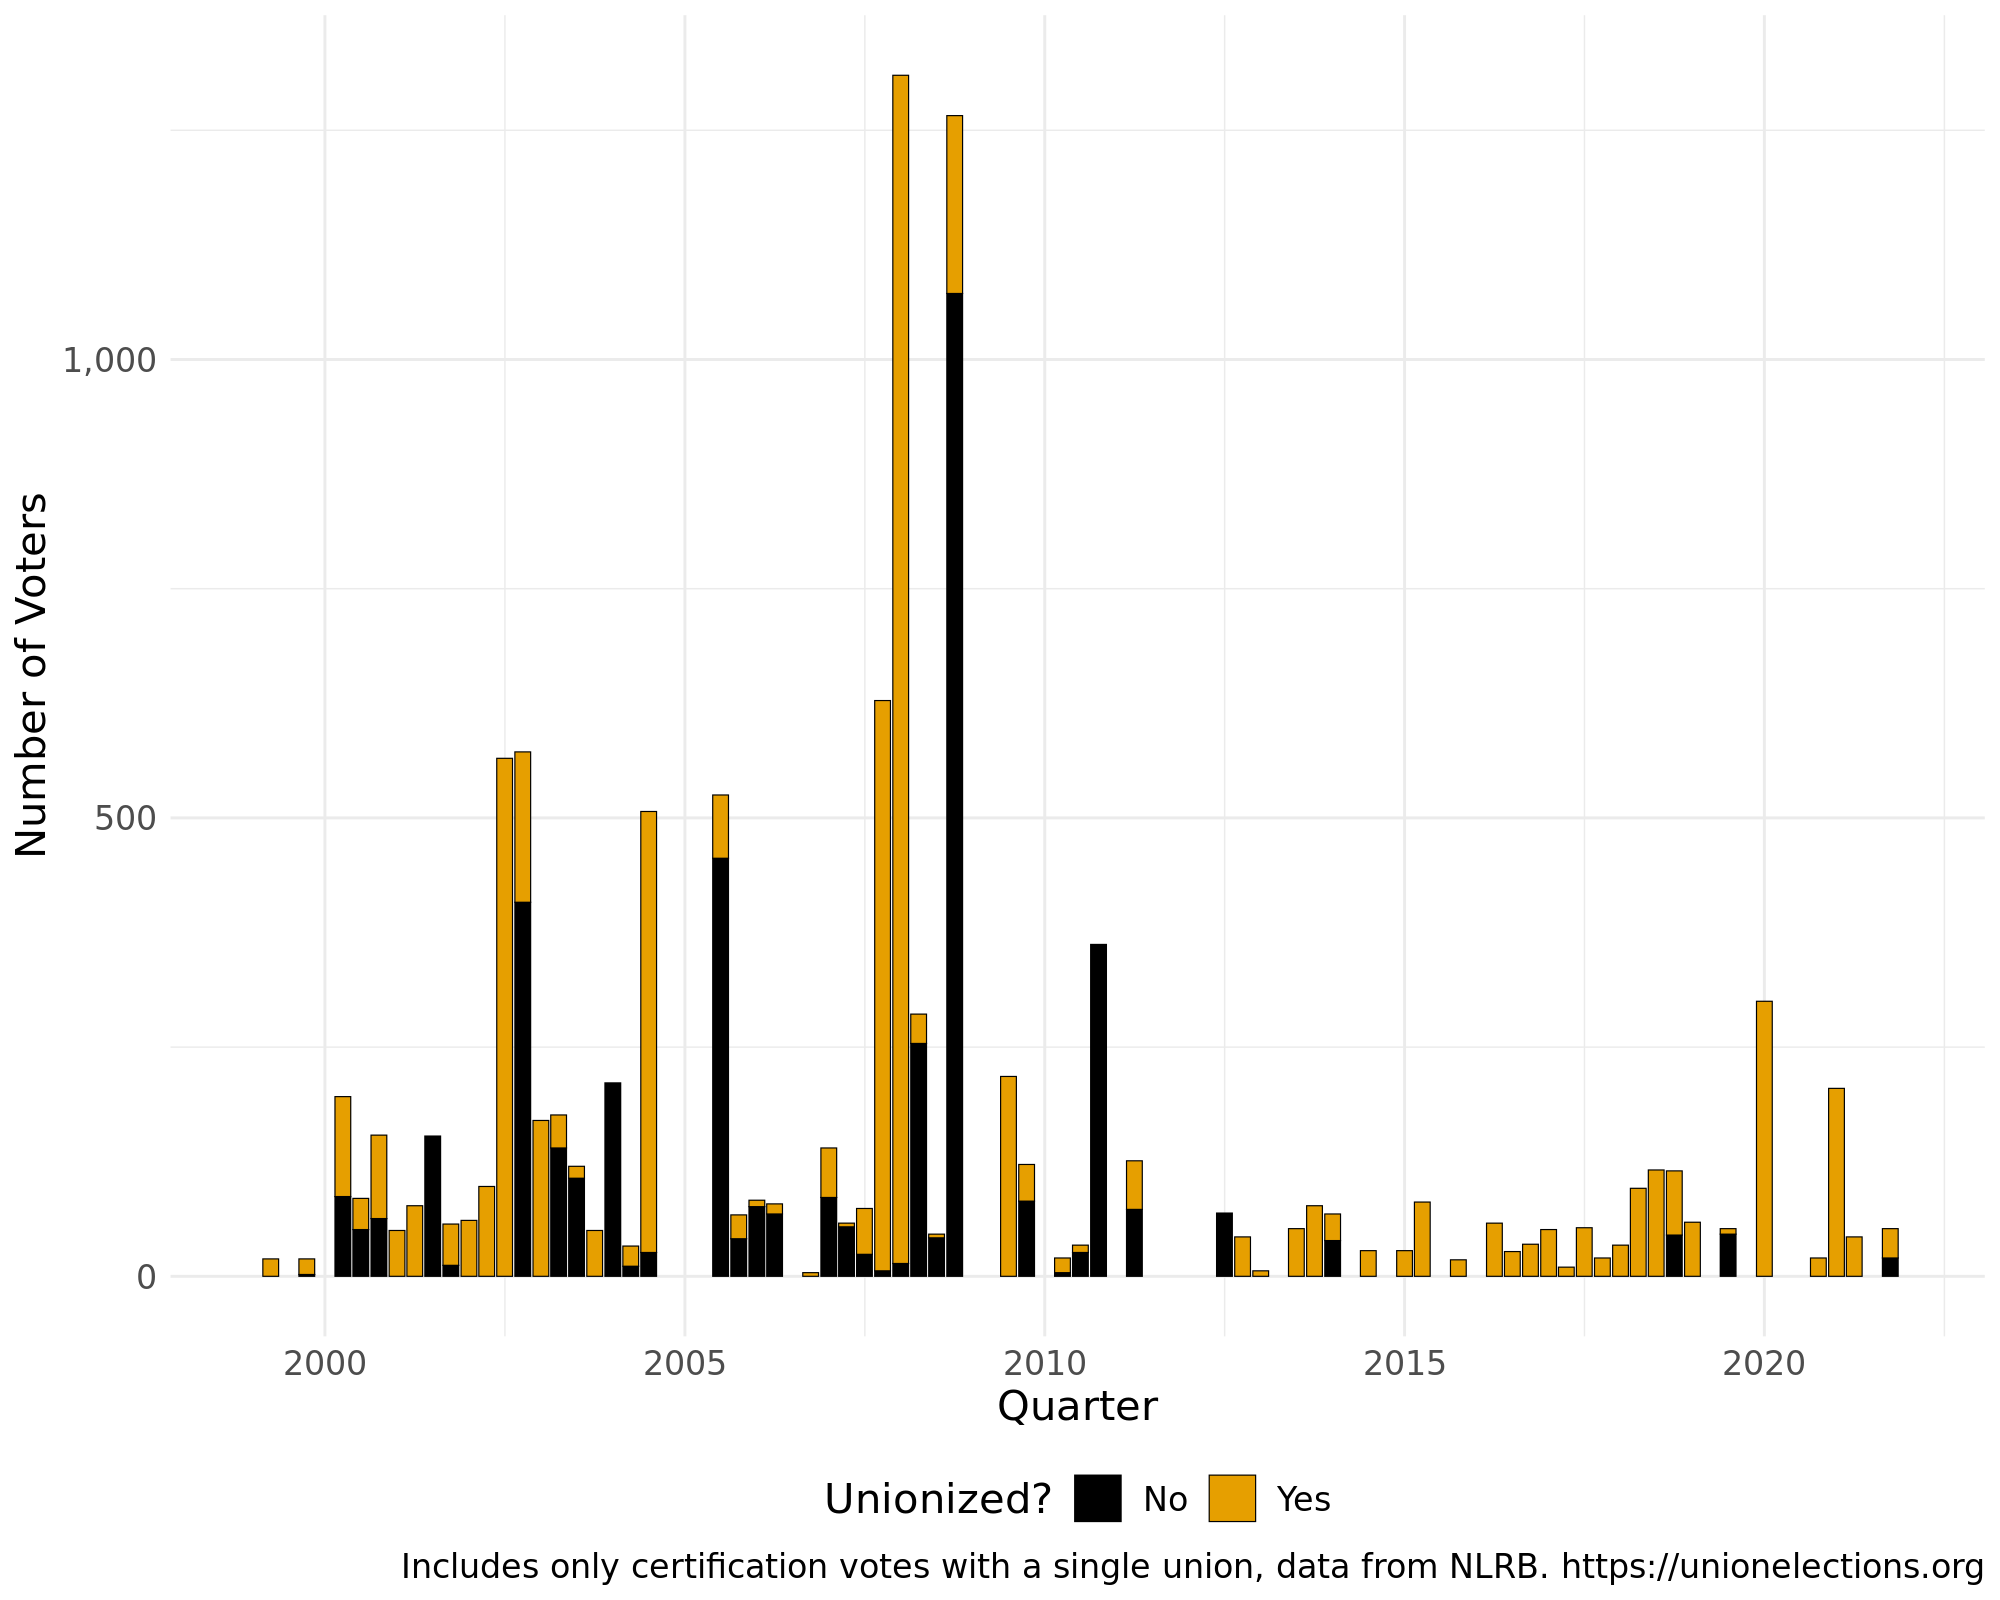 Number of Voters
1,000
500
0
2000 2005 2010 2015 2020
Quarter
Unionized? No Yes
Includes only certification votes with a single union, data from NLRB. https://unionelections.org